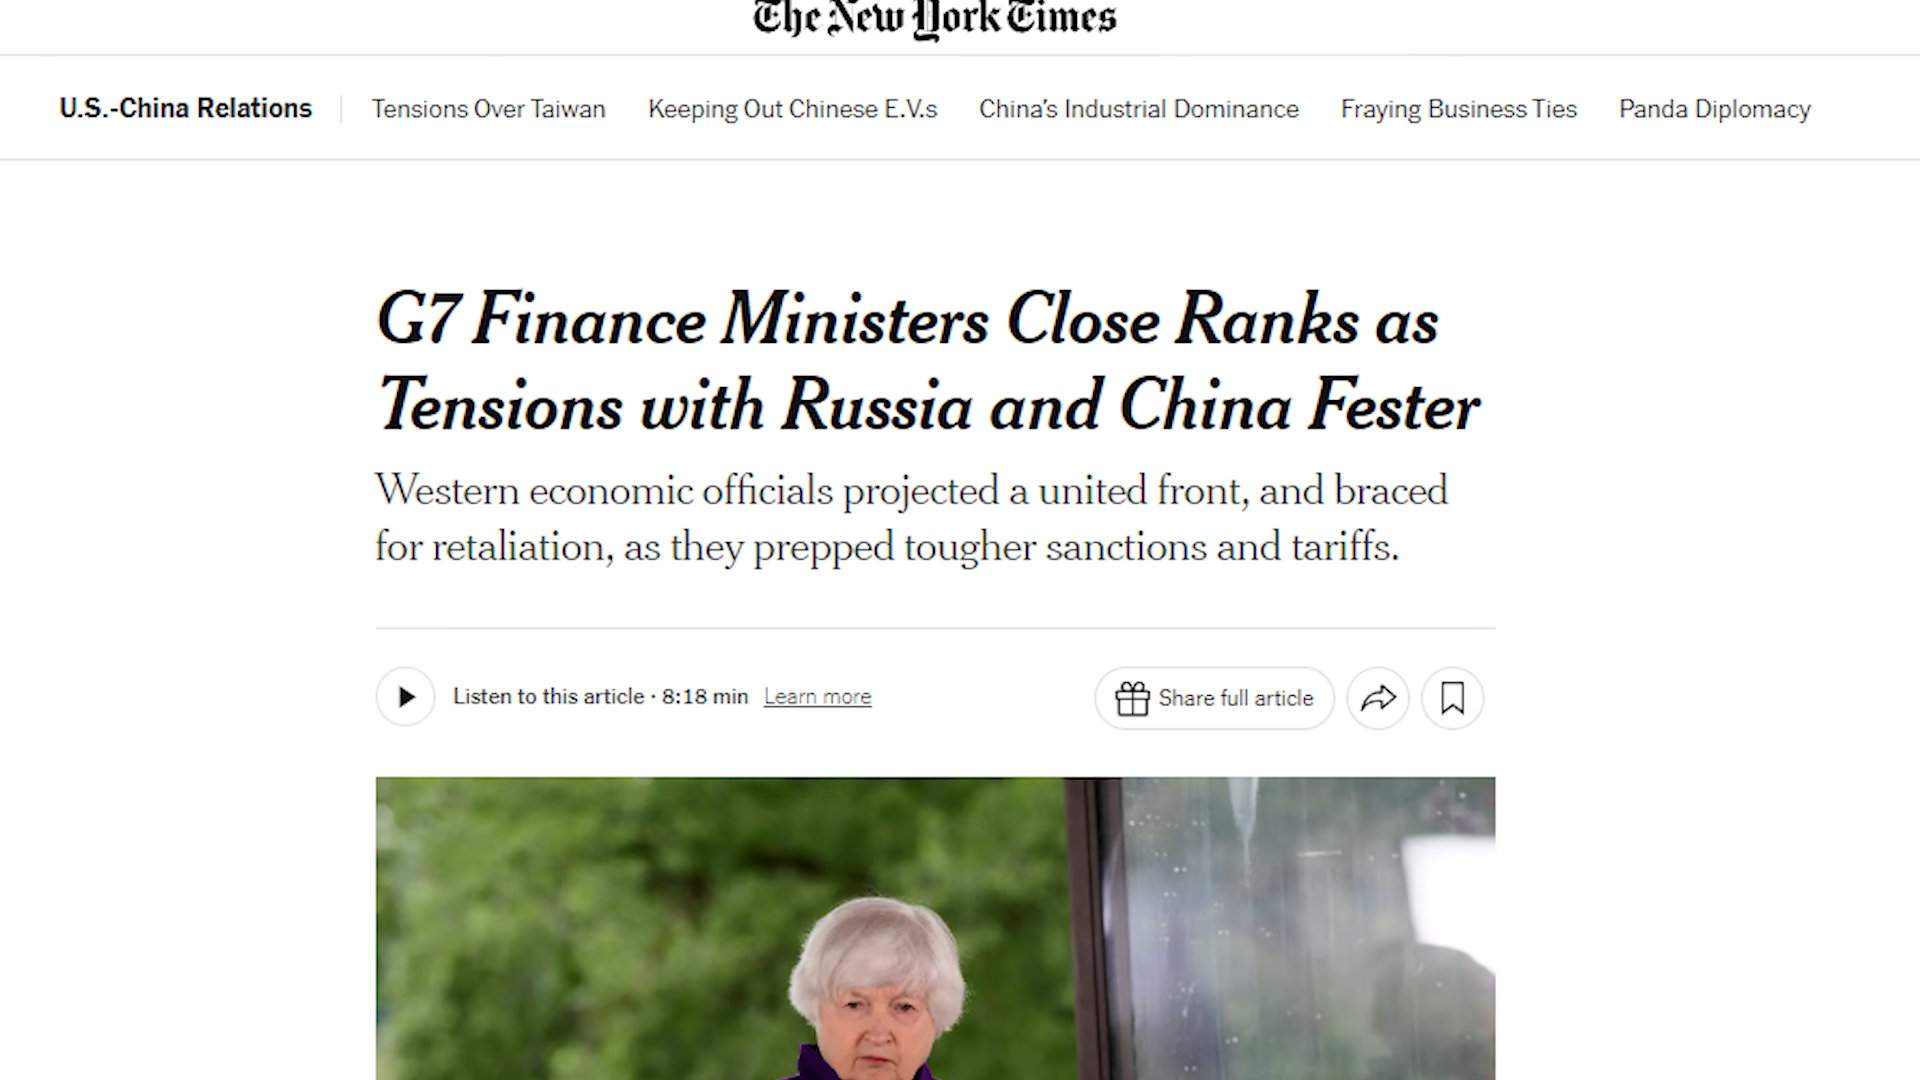 The New York Times
U.S.-China Relations
Tensions Over Taiwan
Keeping Out Chinese E.V.s
China's Industrial Dominance
Fraying Business Ties
Panda Diplomacy
G7 Finance Ministers Close Ranks as
Tensions with Russia and China Fester
Western economic officials projected a united front, and braced
for retaliation, as they prepped tougher sanctions and tariffs.
Listen to this article · 8:18 min Learn more
Share full article